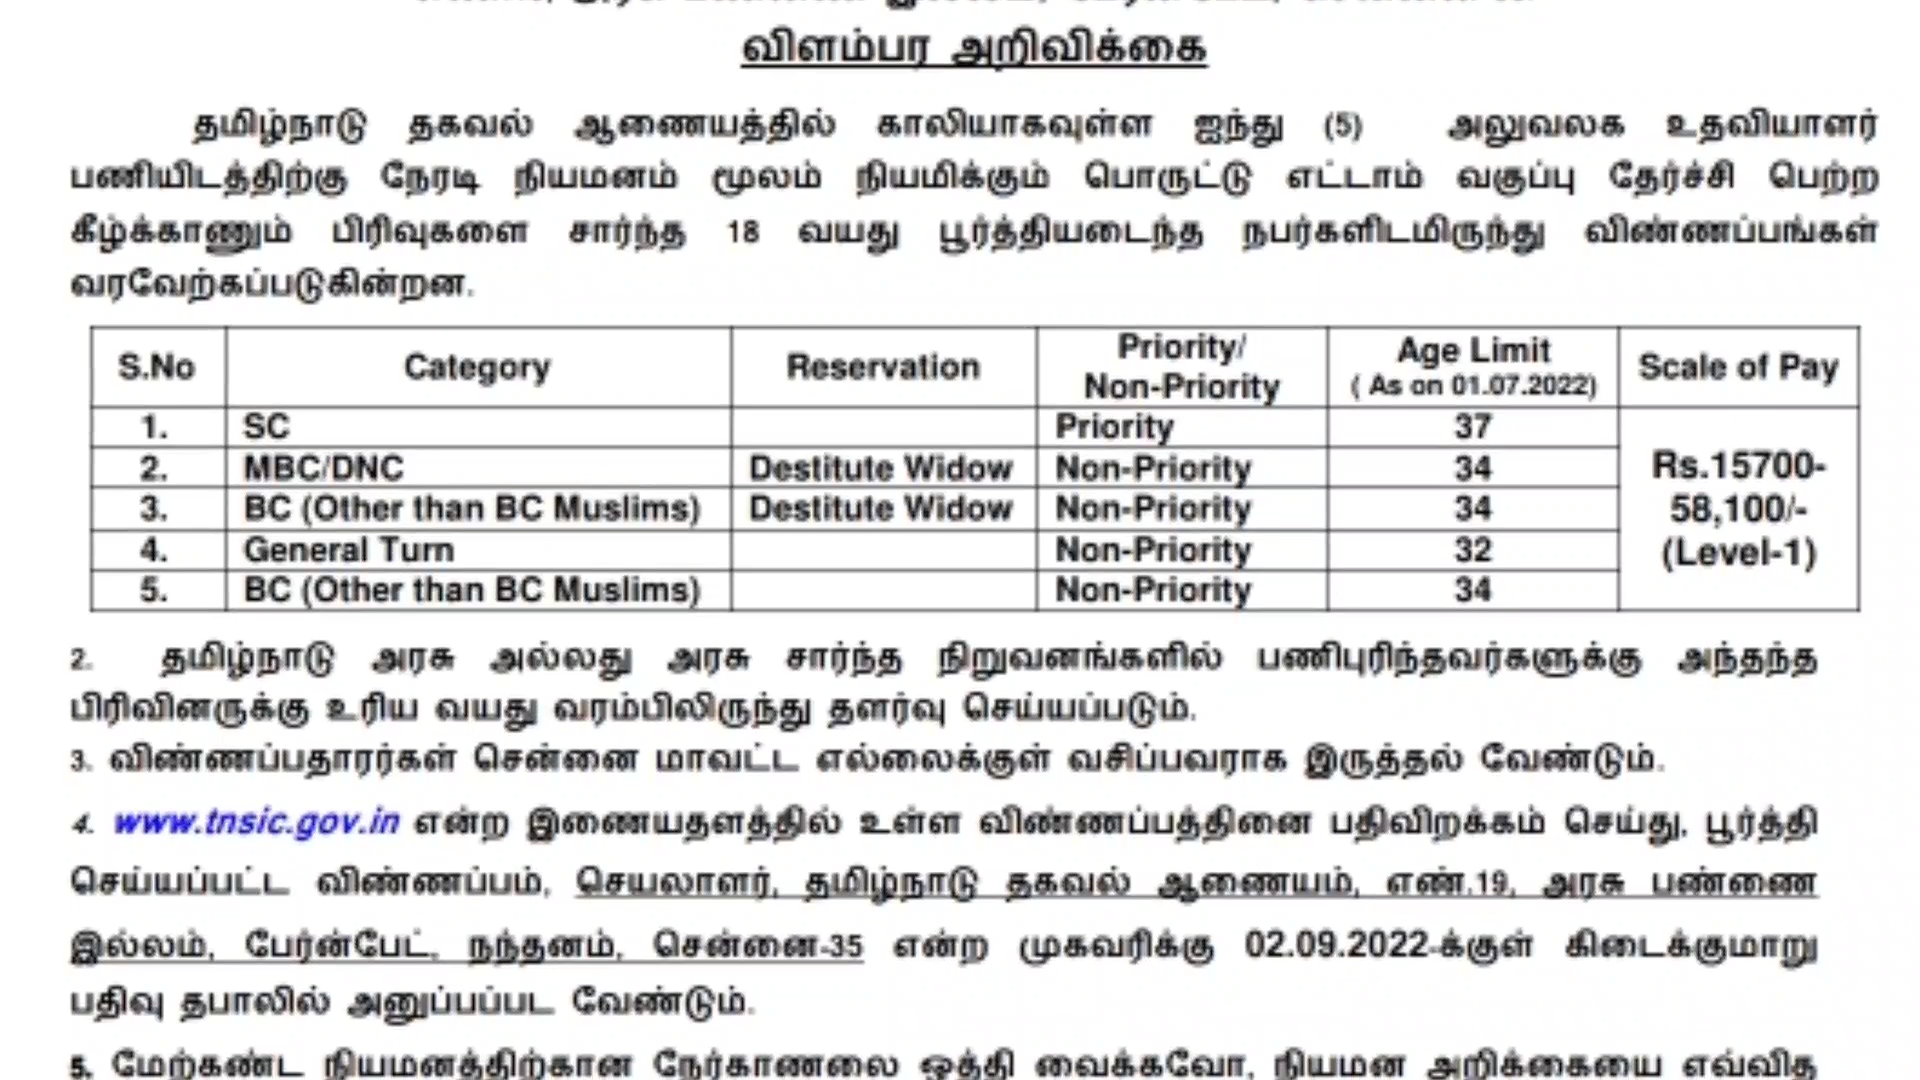 விளம்பர அறிவிக்கை
தமிழ்நாடு தகவல் ஆணையத்தில் காலியாகவுள்ள ஐந்து (5) அலுவலக உதவியாளர்
பணியிடத்திற்கு நேரடி நியமனம் மூலம் நியமிக்கும் பொருட்டு எட்டாம் வகுப்பு தேர்ச்சி பெற்ற
கீழ்க்காணும் பிரிவுகளை சார்ந்த 18 வயது பூர்த்தியடைந்த நபர்களிடமிருந்து விண்ணப்பங்கள்
வரவேற்கப்படுகின்றன.
S.No Category Reservation Priority/ Non-Priority Age Limit ( As on 01.07.2022) Scale of Pay
1. SC Priority 37
2. MBC/DNC Destitute Widow Non-Priority 34
3. BC (Other than BC Muslims) Destitute Widow Non-Priority 34
4. General Turn Non-Priority 32
5. BC (Other than BC Muslims) Non-Priority 34
Rs.15700-
58,100/-
(Level-1)
2. தமிழ்நாடு அரசு அல்லது அரசு சார்ந்த நிறுவனங்களில் பணிபுரிந்தவர்களுக்கு அந்தந்த
பிரிவினருக்கு உரிய வயது வரம்பிலிருந்து தளர்வு செய்யப்படும்.
3. விண்ணப்பதாரர்கள் சென்னை மாவட்ட எல்லைக்குள் வசிப்பவராக இருத்தல் வேண்டும்.
4. www.tnsic.gov.in என்ற இணையதளத்தில் உள்ள விண்ணப்பத்தினை பதிவிறக்கம் செய்து, பூர்த்தி
செய்யப்பட்ட விண்ணப்பம், செயலாளர், தமிழ்நாடு தகவல் ஆணையம், எண்.19, அரசு பண்ணை
இல்லம், பேர்ன்பேட், நந்தனம், சென்னை-35 என்ற முகவரிக்கு 02.09.2022-க்குள் கிடைக்குமாறு
பதிவு தபாலில் அனுப்பப்பட வேண்டும்.
5. மேற்கண்ட நியமனத்திற்கான நேர்காணலை ஒத்தி வைக்கவோ, நியமன அறிக்கையை எவ்வித